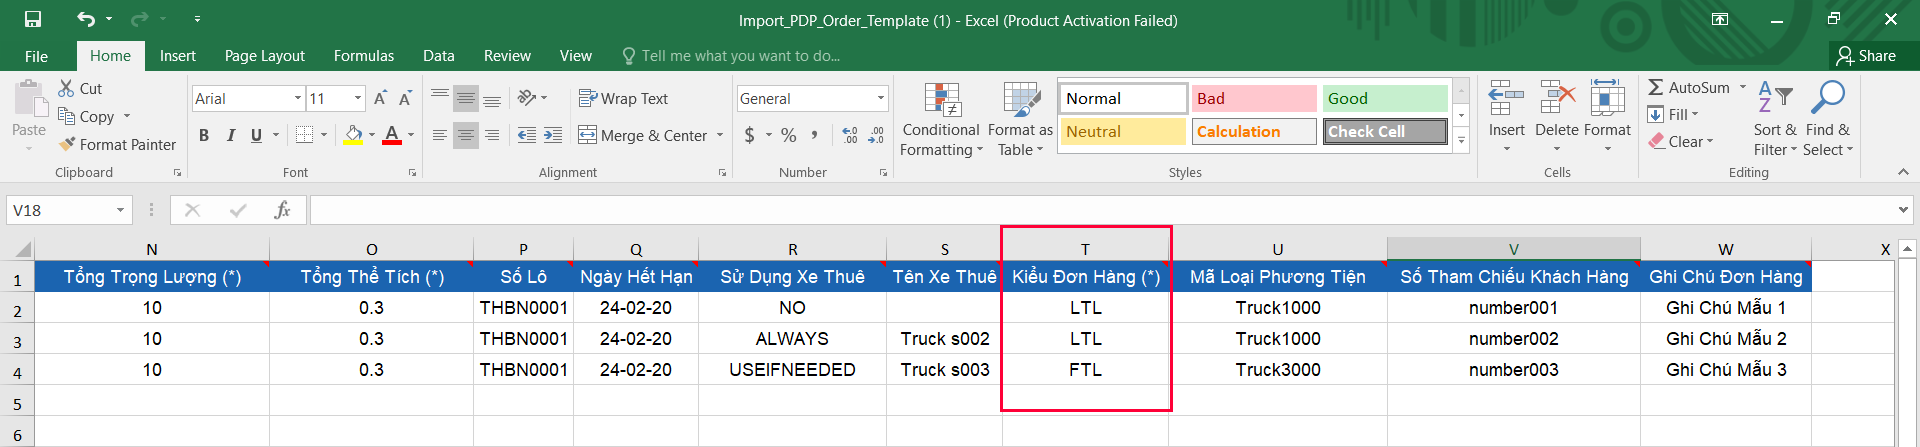 Import_PDP_Order_Template (1) - Excel (Product Activation Failed)
File Home Insert Page Layout Formulas Data Review View Tell me what you want to do... Share
Paste Cut Copy Format Painter
Clipboard
Arial 11
B I U A
Font
Wrap Text
Merge & Center
Alignment
General
$ % , .00
Number
Conditional Formatting Format as Table
Normal Bad Good
Neutral Calculation Check Cell
Styles
Insert Delete Format
Cells
AutoSum
Fill
Clear
Sort & Filter Find & Select
Editing
V18 fx
N O P Q R S T U V W X
1 Tổng Trọng Lượng (*) Tổng Thể Tích (*) Số Lô Ngày Hết Hạn Sử Dụng Xe Thuê Tên Xe Thuê Kiểu Đơn Hàng (*) Mã Loại Phương Tiện Số Tham Chiếu Khách Hàng Ghi Chú Đơn Hàng
2 10 0.3 THBN0001 24-02-20 NO LTL Truck1000 number001 Ghi Chú Mẫu 1
3 10 0.3 THBN0001 24-02-20 ALWAYS Truck s002 LTL Truck1000 number002 Ghi Chú Mẫu 2
4 10 0.3 THBN0001 24-02-20 USEIFNEEDED Truck s003 FTL Truck3000 number003 Ghi Chú Mẫu 3
5
6